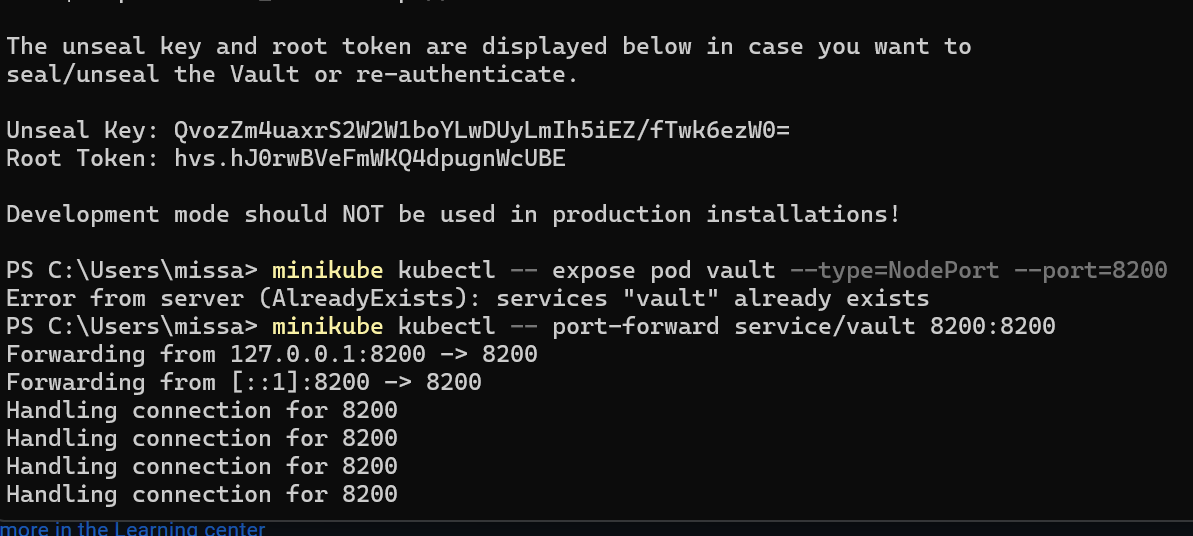 The unseal key and root token are displayed below in case you want to
seal/unseal the Vault or re-authenticate.
Unseal Key: QvozZm4uaxrS2W2W1boYLwDUyLmIh5iEZ/fTwk6ezW0=
Root Token: hvs.hJ0rwBVeFmWKQ4dpugnWcUBE
Development mode should NOT be used in production installations!
PS C:\Users\missa> minikube kubectl -- expose pod vault --type=NodePort --port=8200
Error from server (AlreadyExists): services "vault" already exists
PS C:\Users\missa> minikube kubectl -- port-forward service/vault 8200:8200
Forwarding from 127.0.0.1:8200 -> 8200
Forwarding from [::1]:8200 -> 8200
Handling connection for 8200
Handling connection for 8200
Handling connection for 8200
Handling connection for 8200
more in the Learning center